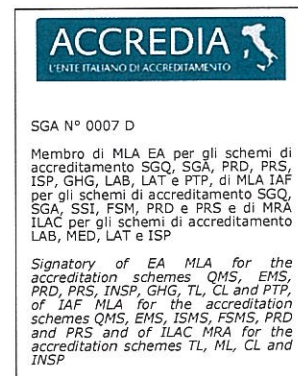 ACCREDIA
L'ENTE ITALIANO DI ACCREDITAMENTO
SGA N° 0007 D
Membro di MLA EA per gli schemi di
accreditamento SGQ, SGA, PRD, PRS,
ISP, GHG, LAB, LAT e PTP, di MLA IAF
per gli schemi di accreditamento SGQ,
SGA, SSI, FSM, PRD e PRS e di MRA
ILAC per gli schemi di accreditamento
LAB, MED, LAT e ISP
Signatory of EA MLA for the
accreditation schemes QMS, EMS,
PRD, PRS, INSP, GHG, TL, CL and PTP,
of IAF MLA for the accreditation
schemes QMS, EMS, ISMS, FSMS, PRD
and PRS and of ILAC MRA for the
accreditation schemes TL, ML, CL and
INSP